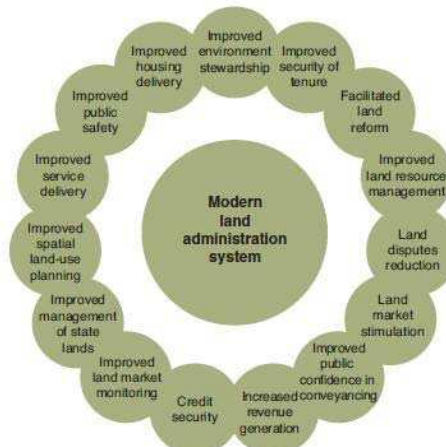 Improved
environment
stewardship
Improved
security of
tenure
Facilitated
land
reform
Improved
land resource
management
Land
disputes
reduction
Land
market
stimulation
Improved
public
confidence in
conveyancing
Increased
revenue
generation
Credit
security
Improved
land market
monitoring
Improved
management
of state
lands
Improved
spatial
land-use
planning
Improved
service
delivery
Improved
public
safety
Improved
housing
delivery
Modern
land
administration
system